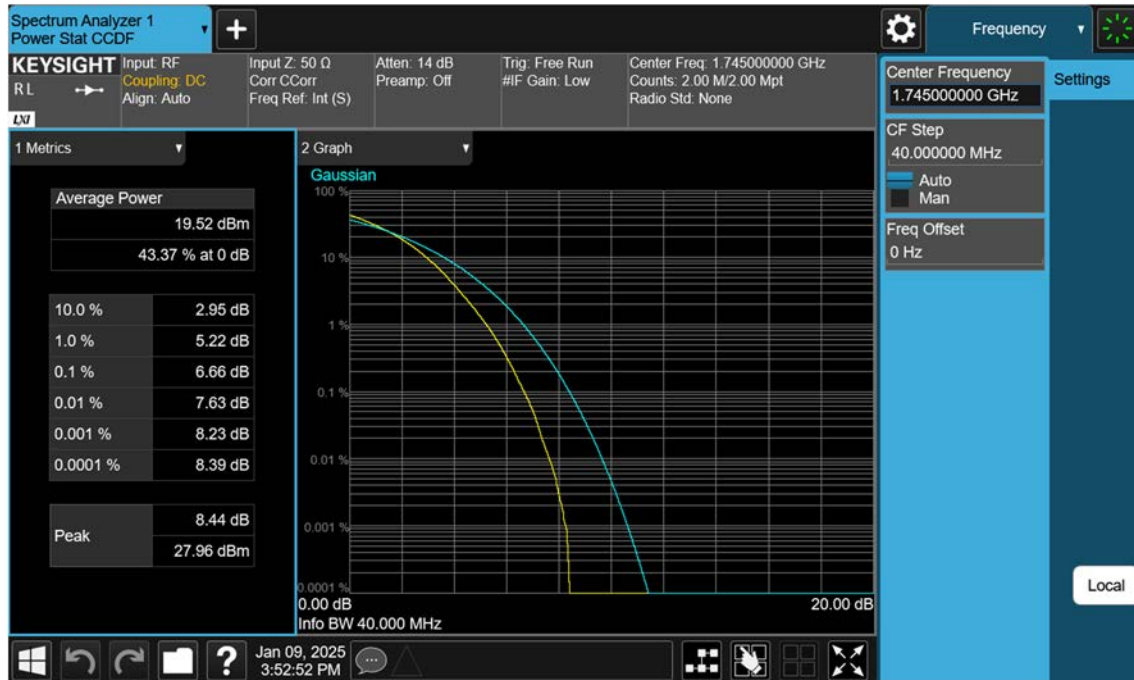 Spectrum Analyzer 1
Power Stat CCDF
Frequency
KEYSIGHT
R L
LXI
Input: RF
Coupling: DC
Align: Auto
Input Z: 50 Ω
Corr CCorr
Freq Ref: Int (S)
Atten: 14 dB
Preamp: Off
Trig: Free Run
#IF Gain: Low
Center Freq: 1.745000000 GHz
Counts: 2.00 M/2.00 Mpt
Radio Std: None
Center Frequency
1.745000000 GHz
Settings
CF Step
40.000000 MHz
Auto
Man
Freq Offset
0 Hz
Local
1 Metrics
Average Power
19.52 dBm
43.37 % at 0 dB
10.0 % 2.95 dB
1.0 % 5.22 dB
0.1 % 6.66 dB
0.01 % 7.63 dB
0.001 % 8.23 dB
0.0001 % 8.39 dB
Peak
8.44 dB
27.96 dBm
2 Graph
Gaussian
100 %
10 %
1 %
0.1 %
0.01 %
0.001 %
0.0001 %
0.00 dB 20.00 dB
Info BW 40.000 MHz
?
Jan 09, 2025
3:52:52 PM